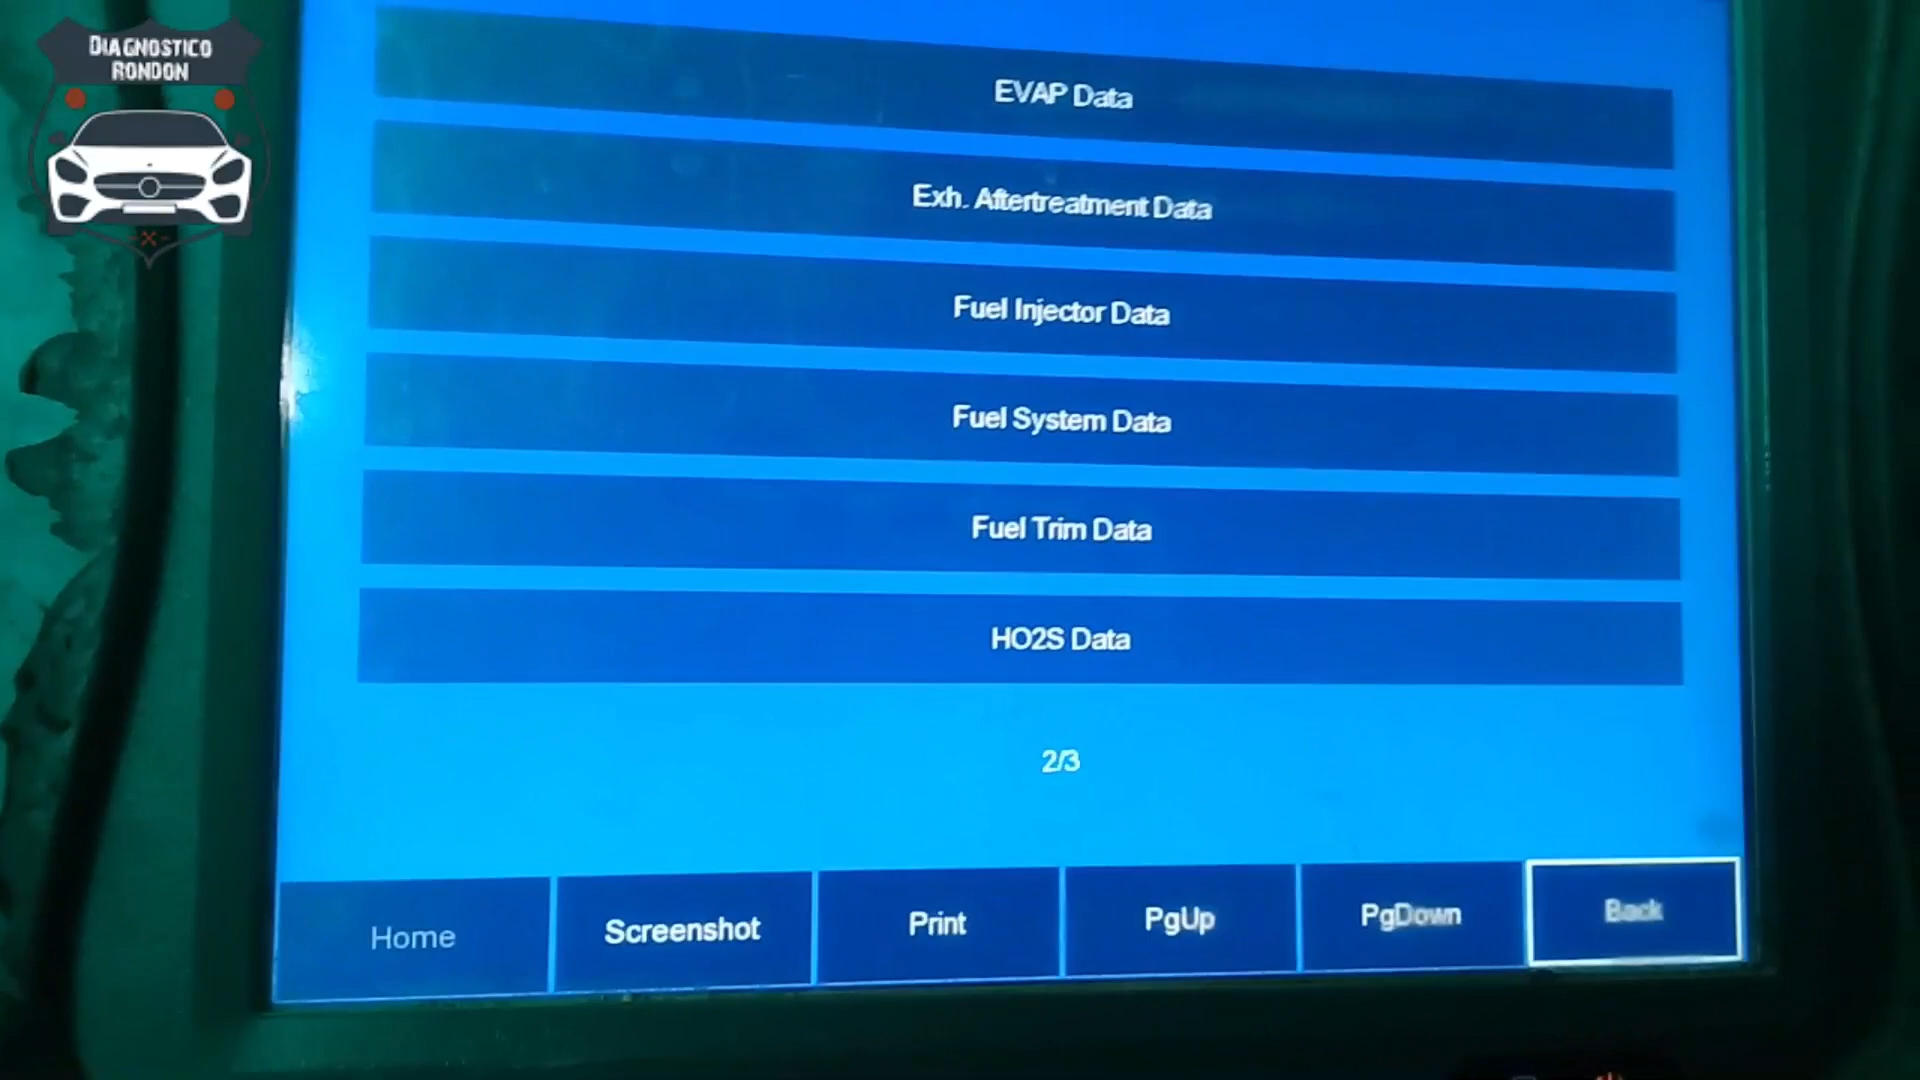 DIAGNOSTICO
RONDON
EVAP Data
Exh. Aftertreatment Data
Fuel Injector Data
Fuel System Data
Fuel Trim Data
HO2S Data
2/3
Home
Screenshot
Print
PgUp
PgDown
Back